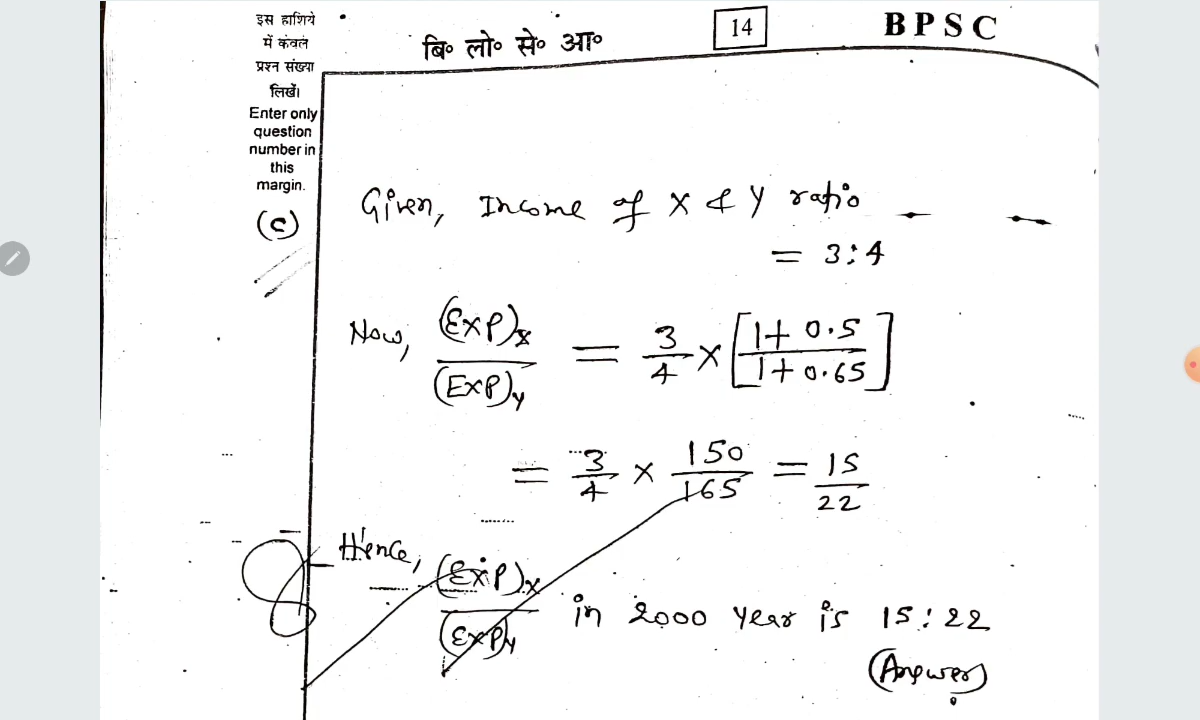 इस हाशिये
में केवल
प्रश्न संख्या
लिखें।
Enter only
question
number in
this
margin.
बि० लो० से० आ०
14
BPSC
(c)
Given, Income of X & Y ratio
= 3:4
Now, (Exp)x / (Exp)y = 3/4 × [1+0.5 / 1+0.65]
= 3/4 × 150/165 = 15/22
8
Hence, (Exp)x / (Exp)y in 2000 year is 15:22
(Answer)